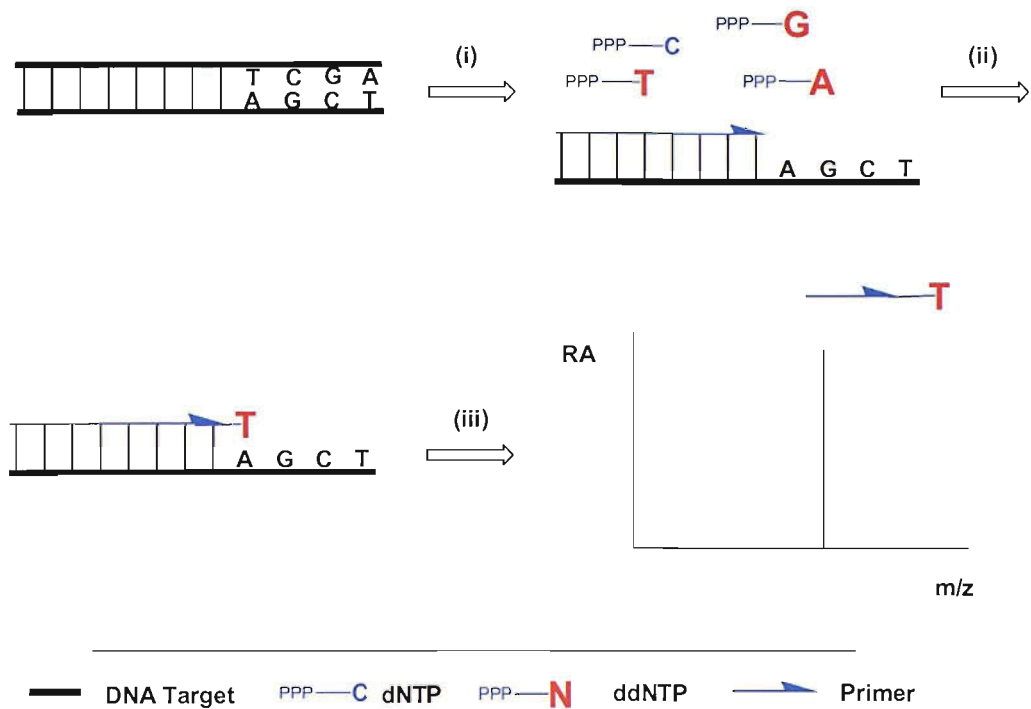 PPP G
PPP C
(i)
(ii)
T C G A
A G C T
PPP T
PPP A
A G C T
T
RA
T
(iii)
A G C T
m/z
DNA Target
PPP C dNTP
PPP N ddNTP
Primer